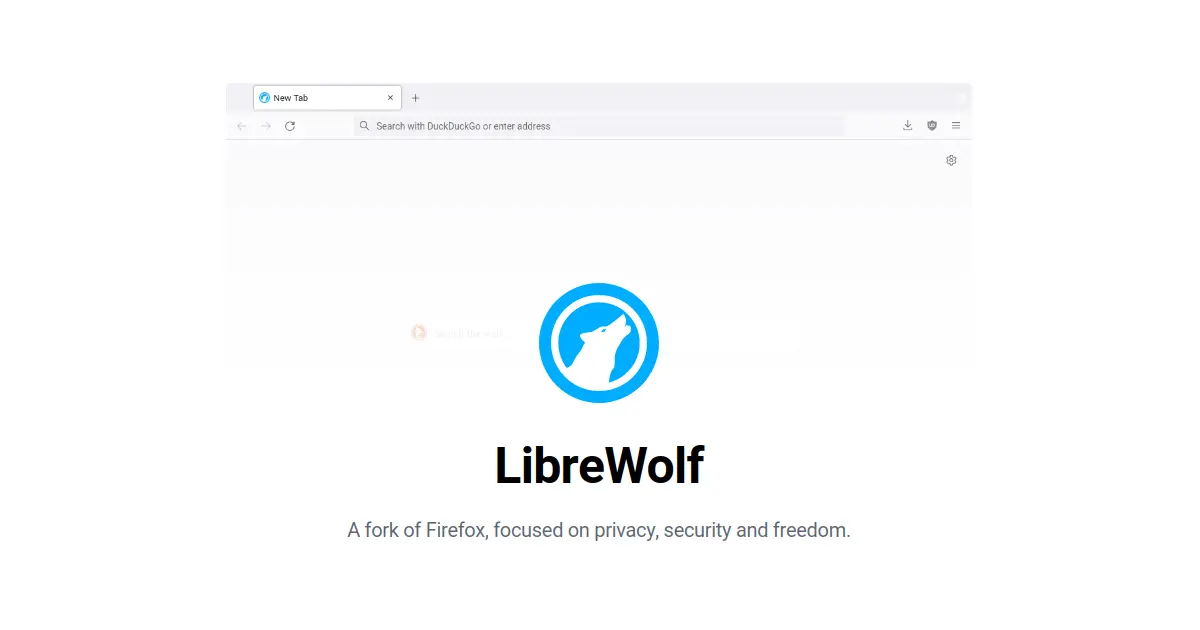 New Tab
Search with DuckDuckGo or enter address
Search the web
LibreWolf
A fork of Firefox, focused on privacy, security and freedom.